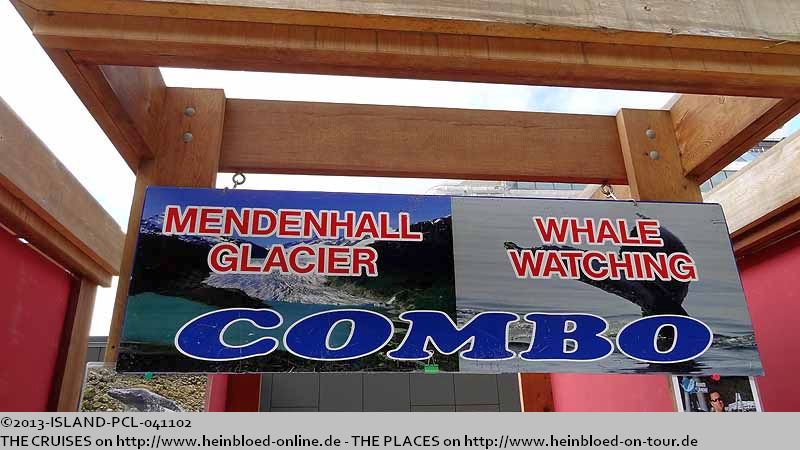 MENDENHALL
GLACIER
WHALE
WATCHING
COMBO
©2013-ISLAND-PCL-041102
THE CRUISES on http://www.heinbloed-online.de - THE PLACES on http://www.heinbloed-on-tour.de